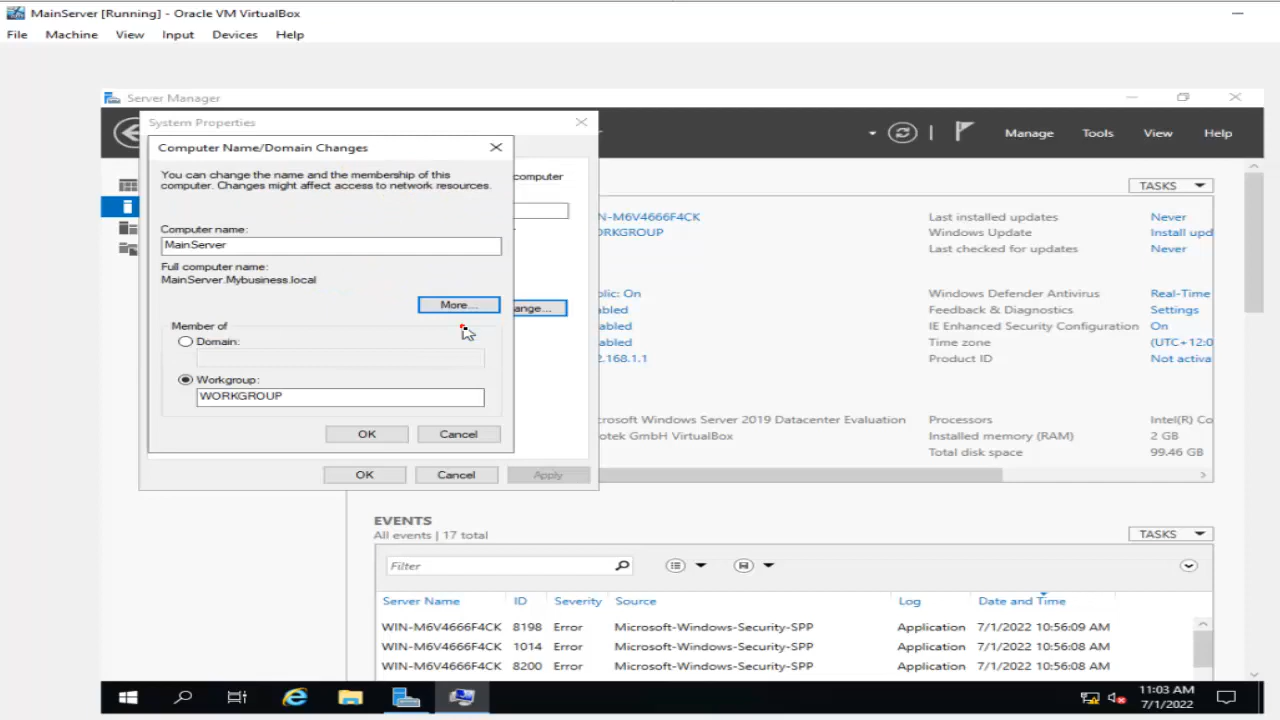 MainServer [Running] - Oracle VM VirtualBox
File Machine View Input Devices Help
Server Manager
System Properties
Manage Tools View Help
Computer Name/Domain Changes
You can change the name and the membership of this
computer. Changes might affect access to network resources.
computer
TASKS
Computer name:
MainServer
N-M6V4666F4CK Last installed updates Never
ORKGROUP Windows Update Install upd
Last checked for updates Never
Full computer name:
MainServer.Mybusiness.local
blic: On Windows Defender Antivirus Real-Time
More... ange... abled Feedback & Diagnostics Settings
Member of abled IE Enhanced Security Configuration On
Domain: abled Time zone (UTC+12:0
2.168.1.1 Product ID Not activa
Workgroup:
WORKGROUP
crosoft Windows Server 2019 Datacenter Evaluation Processors Intel(R) Co
OK Cancel otek GmbH VirtualBox Installed memory (RAM) 2 GB
Total disk space 99.46 GB
OK Cancel Apply
EVENTS
All events | 17 total
TASKS
Filter
Server Name ID Severity Source Log Date and Time
WIN-M6V4666F4CK 8198 Error Microsoft-Windows-Security-SPP Application 7/1/2022 10:56:09 AM
WIN-M6V4666F4CK 1014 Error Microsoft-Windows-Security-SPP Application 7/1/2022 10:56:08 AM
WIN-M6V4666F4CK 8200 Error Microsoft-Windows-Security-SPP Application 7/1/2022 10:56:08 AM
11:03 AM
7/1/2022